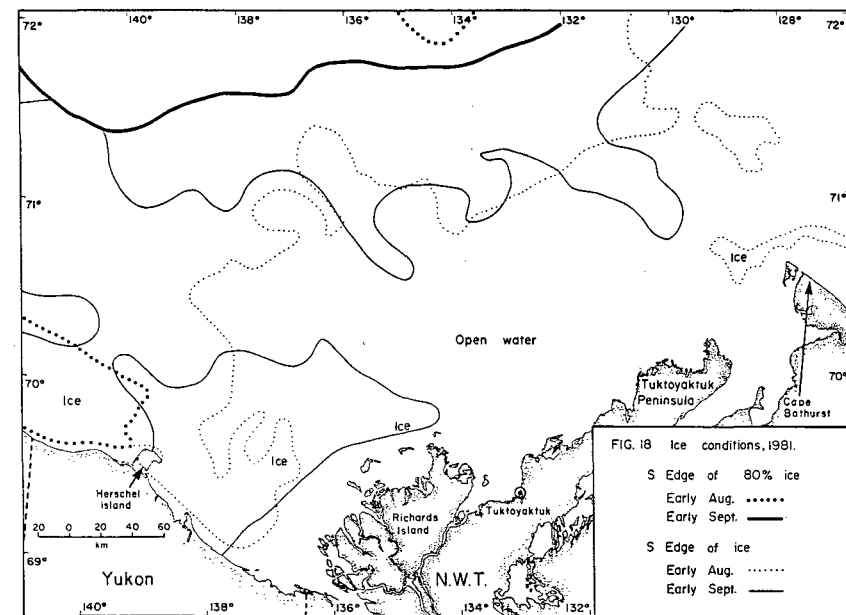 72°
140°
138°
136°
134°
132°
130°
128°
72°
71°
71°
Ice
Open water
70°
70°
Tuktoyaktuk
Peninsula
Cape
Bathurst
Ice
Ice
Ice
Herschel
island
20 0 20 40 60
km
Richards
Island
Tuktoyaktuk
69°
Yukon
N.W.T.
140°
138°
136°
134°
132°
FIG. 18 Ice conditions, 1981.
S Edge of 80% ice
Early Aug.
Early Sept.
S Edge of ice
Early Aug.
Early Sept.